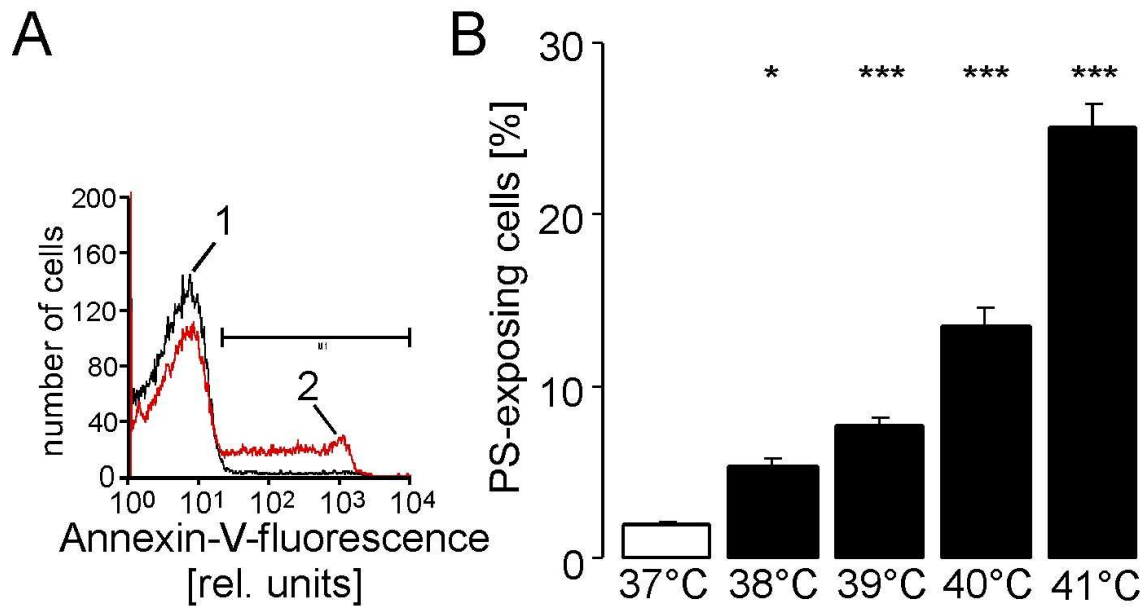 A
200
160
120
80
40
0
number of cells
1
2
10⁰ 10¹ 10² 10³ 10⁴
Annexin-V-fluorescence
[rel. units]
B
30
20
10
0
PS-exposing cells [%]
* *** *** ***
37°C 38°C 39°C 40°C 41°C